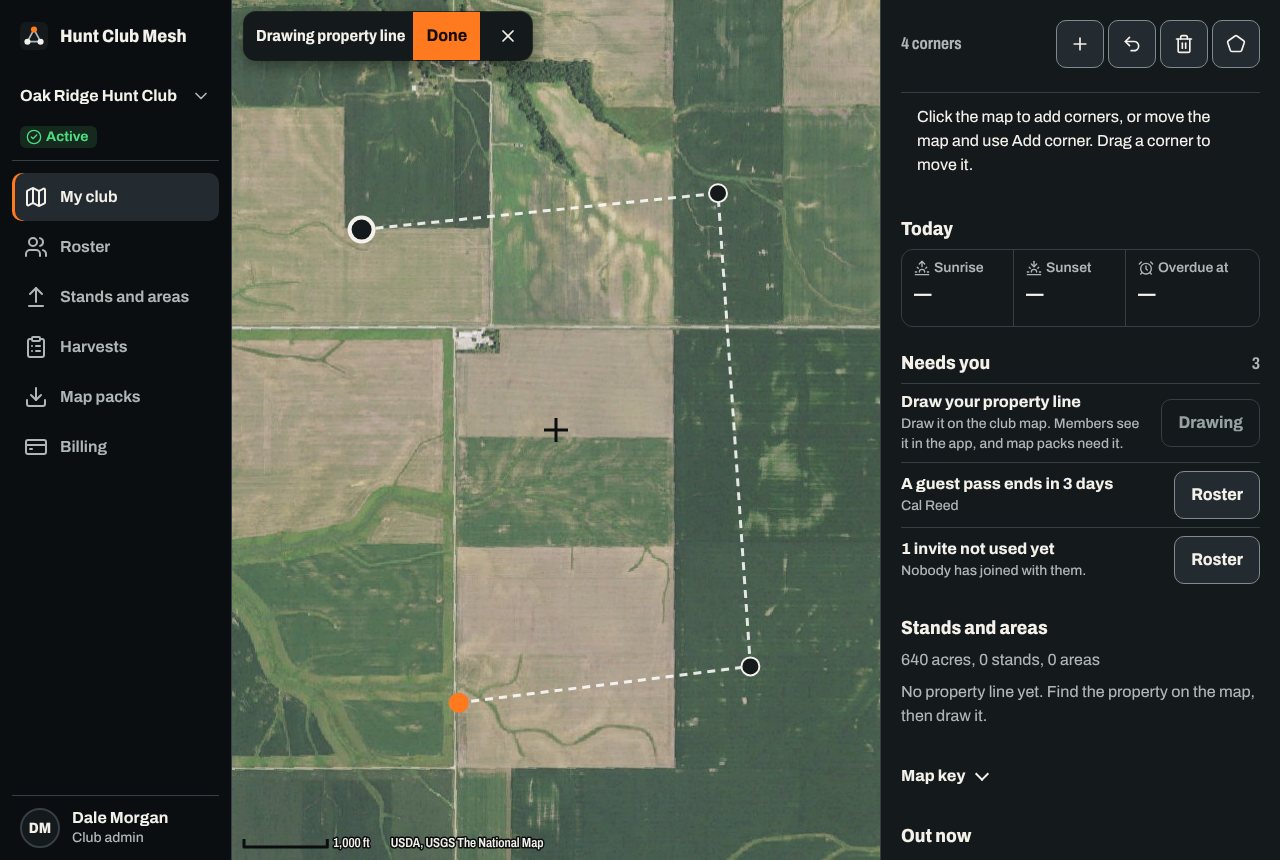 Hunt Club Mesh
Oak Ridge Hunt Club
Active
My club
Roster
Stands and areas
Harvests
Map packs
Billing
DM
Dale Morgan
Club admin
Drawing property line
Done
1,000 ft
USDA, USGS The National Map
4 corners
Click the map to add corners, or move the
map and use Add corner. Drag a corner to
move it.
Today
Sunrise
—
Sunset
—
Overdue at
—
Needs you
3
Draw your property line
Draw it on the club map. Members see
it in the app, and map packs need it.
Drawing
A guest pass ends in 3 days
Cal Reed
Roster
1 invite not used yet
Nobody has joined with them.
Roster
Stands and areas
640 acres, 0 stands, 0 areas
No property line yet. Find the property on the map,
then draw it.
Map key
Out now